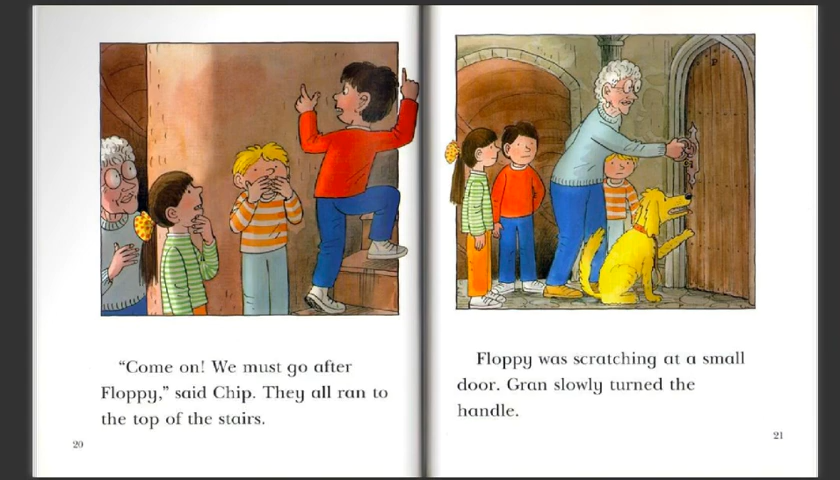 “Come on! We must go after
Floppy,” said Chip. They all ran to
the top of the stairs.
20
Floppy was scratching at a small
door. Gran slowly turned the
handle.
21